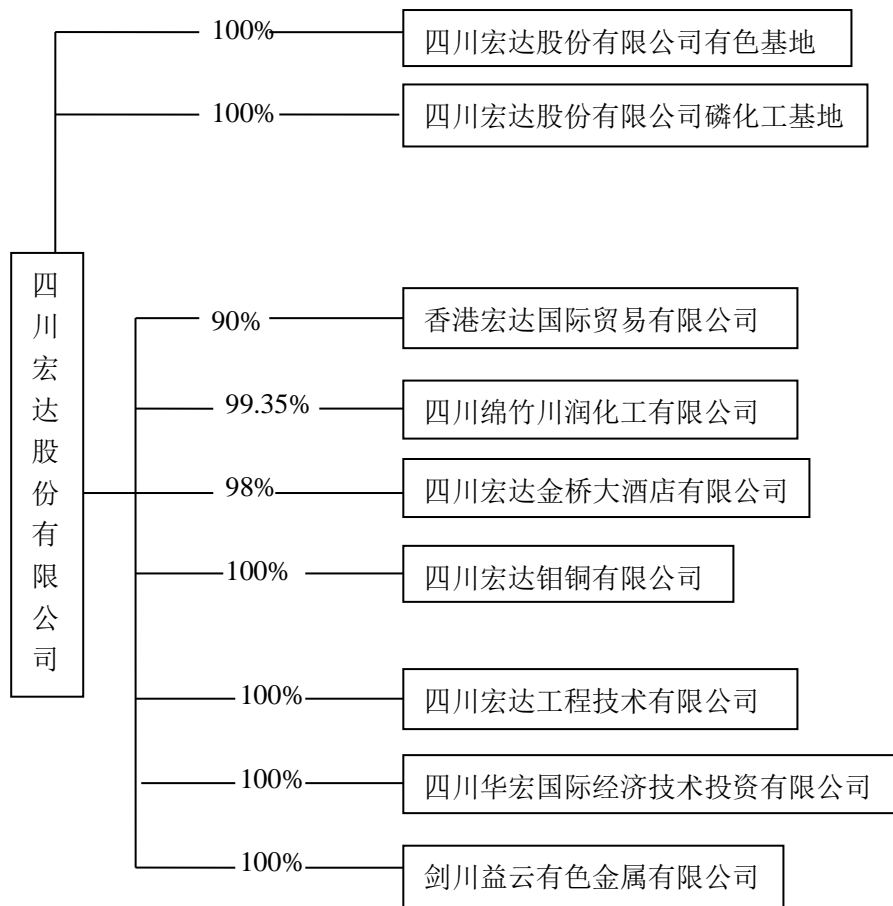 100%
四川宏达股份有限公司有色基地
100%
四川宏达股份有限公司磷化工基地
四川宏达股份有限公司
90%
香港宏达国际贸易有限公司
99.35%
四川绵竹川润化工有限公司
98%
四川宏达金桥大酒店有限公司
100%
四川宏达钼铜有限公司
100%
四川宏达工程技术有限公司
100%
四川华宏国际经济技术投资有限公司
100%
剑川益云有色金属有限公司